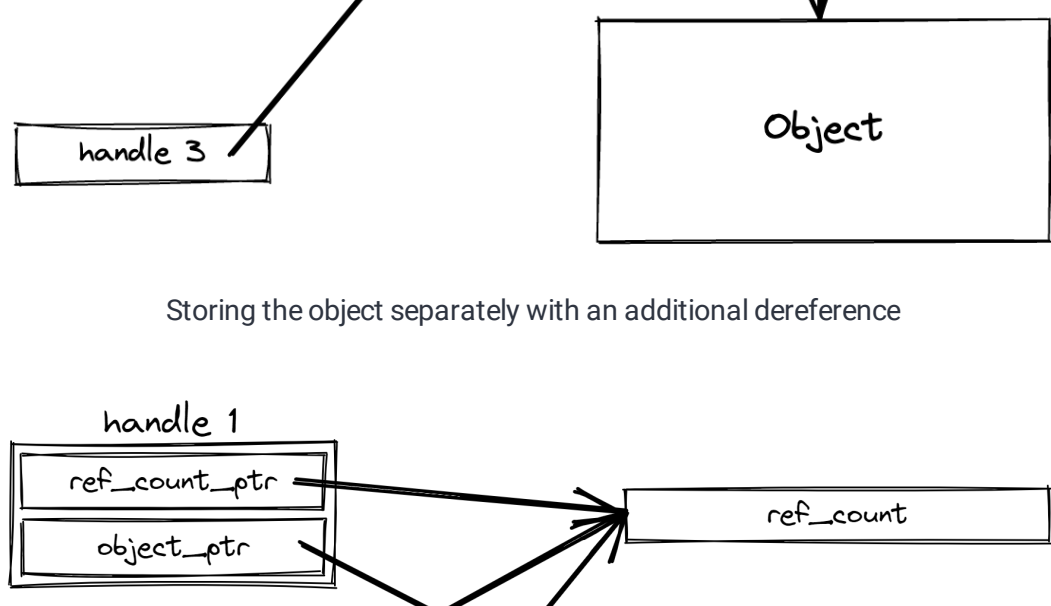 handle 3
Object
Storing the object separately with an additional dereference
handle 1
ref_count_ptr
ref_count
object_ptr